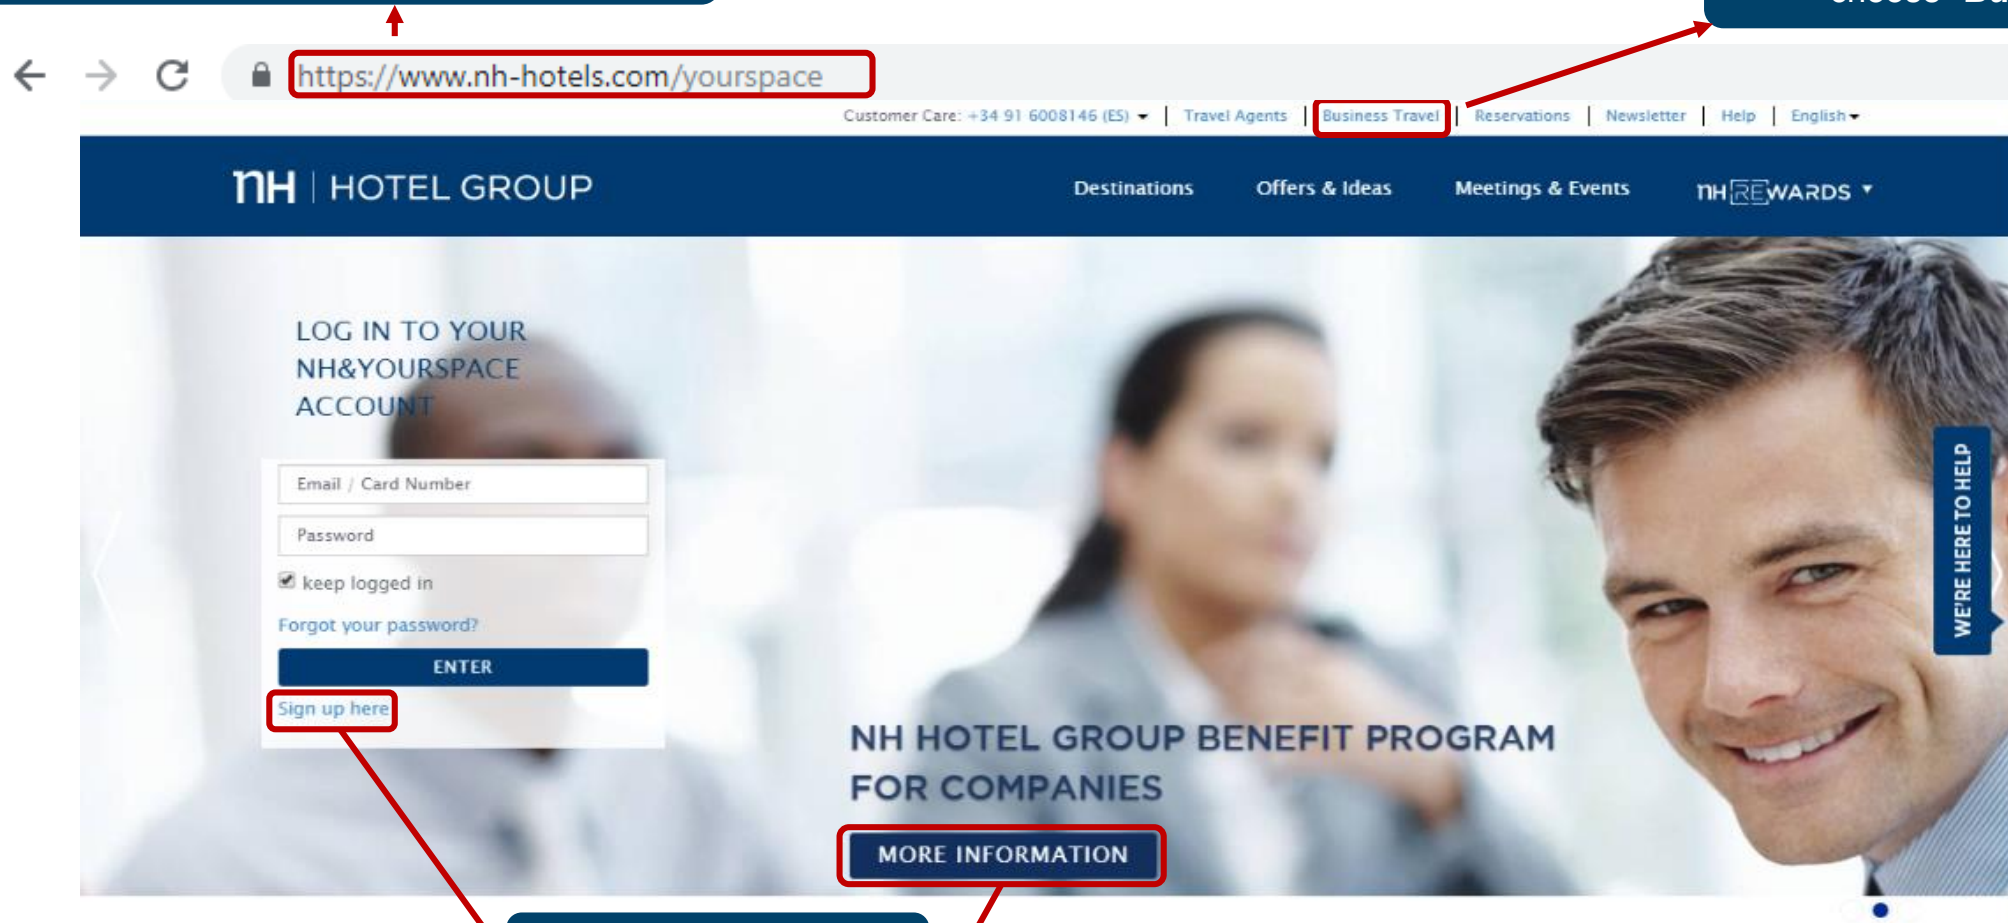 choose
https://www.nh-hotels.com/yourspace
Customer Care: +34 91 6008146 (ES) | Travel Agents | Business Travel | Reservations | Newsletter | Help | English
nH | HOTEL GROUP
Destinations Offers & Ideas Meetings & Events nH REWARDS
LOG IN TO YOUR
NH&YOURSPACE
ACCOUNT
Email / Card Number
Password
keep logged in
Forgot your password?
ENTER
Sign up here
WE'RE HERE TO HELP
NH HOTEL GROUP BENEFIT PROGRAM
FOR COMPANIES
MORE INFORMATION